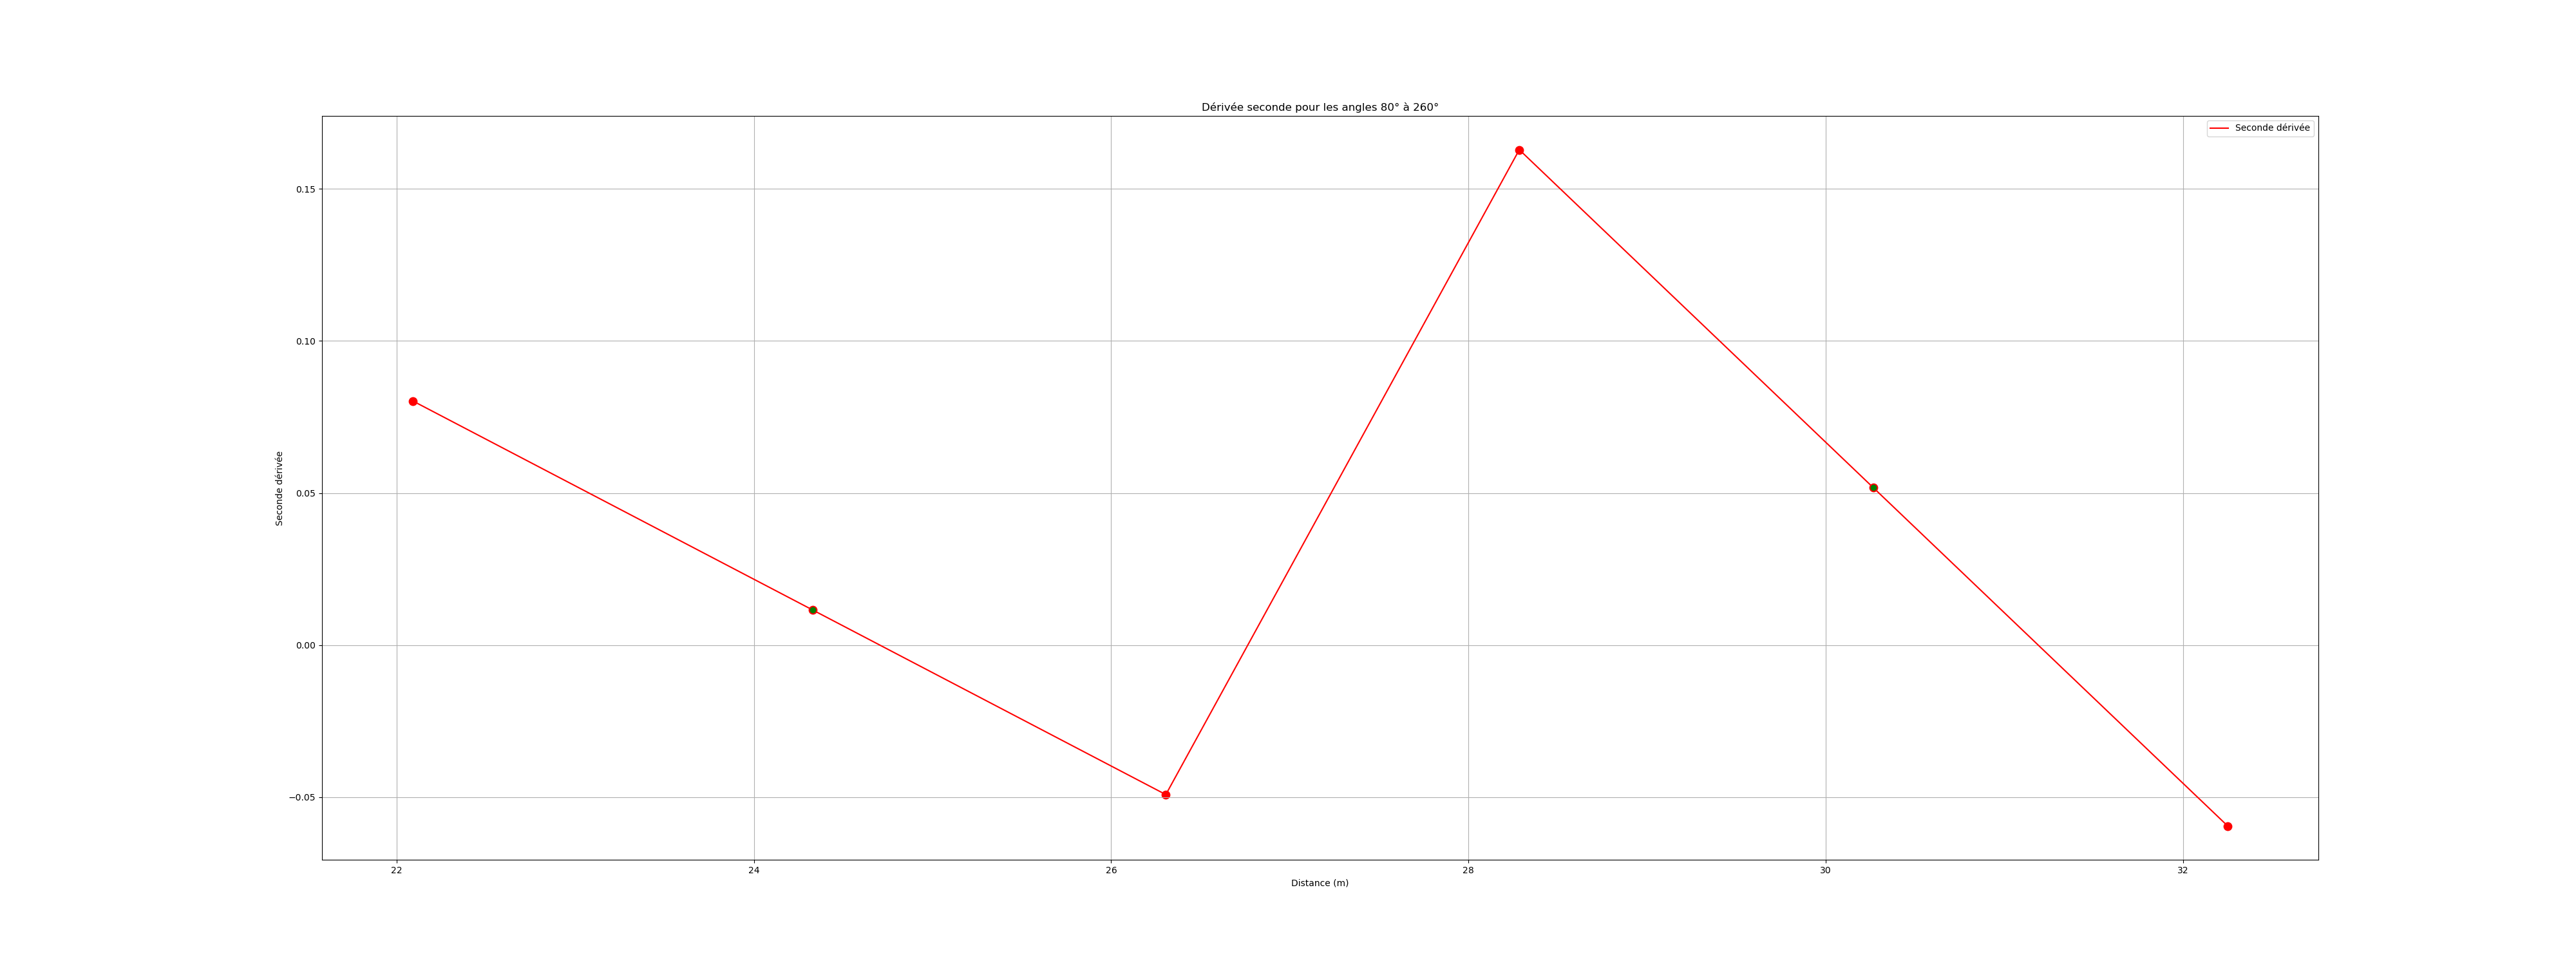 Dérivée seconde pour les angles 80° à 260°
Seconde dérivée
0.15
0.10
0.05
0.00
−0.05
Seconde dérivée
22
24
26
28
30
32
Distance (m)